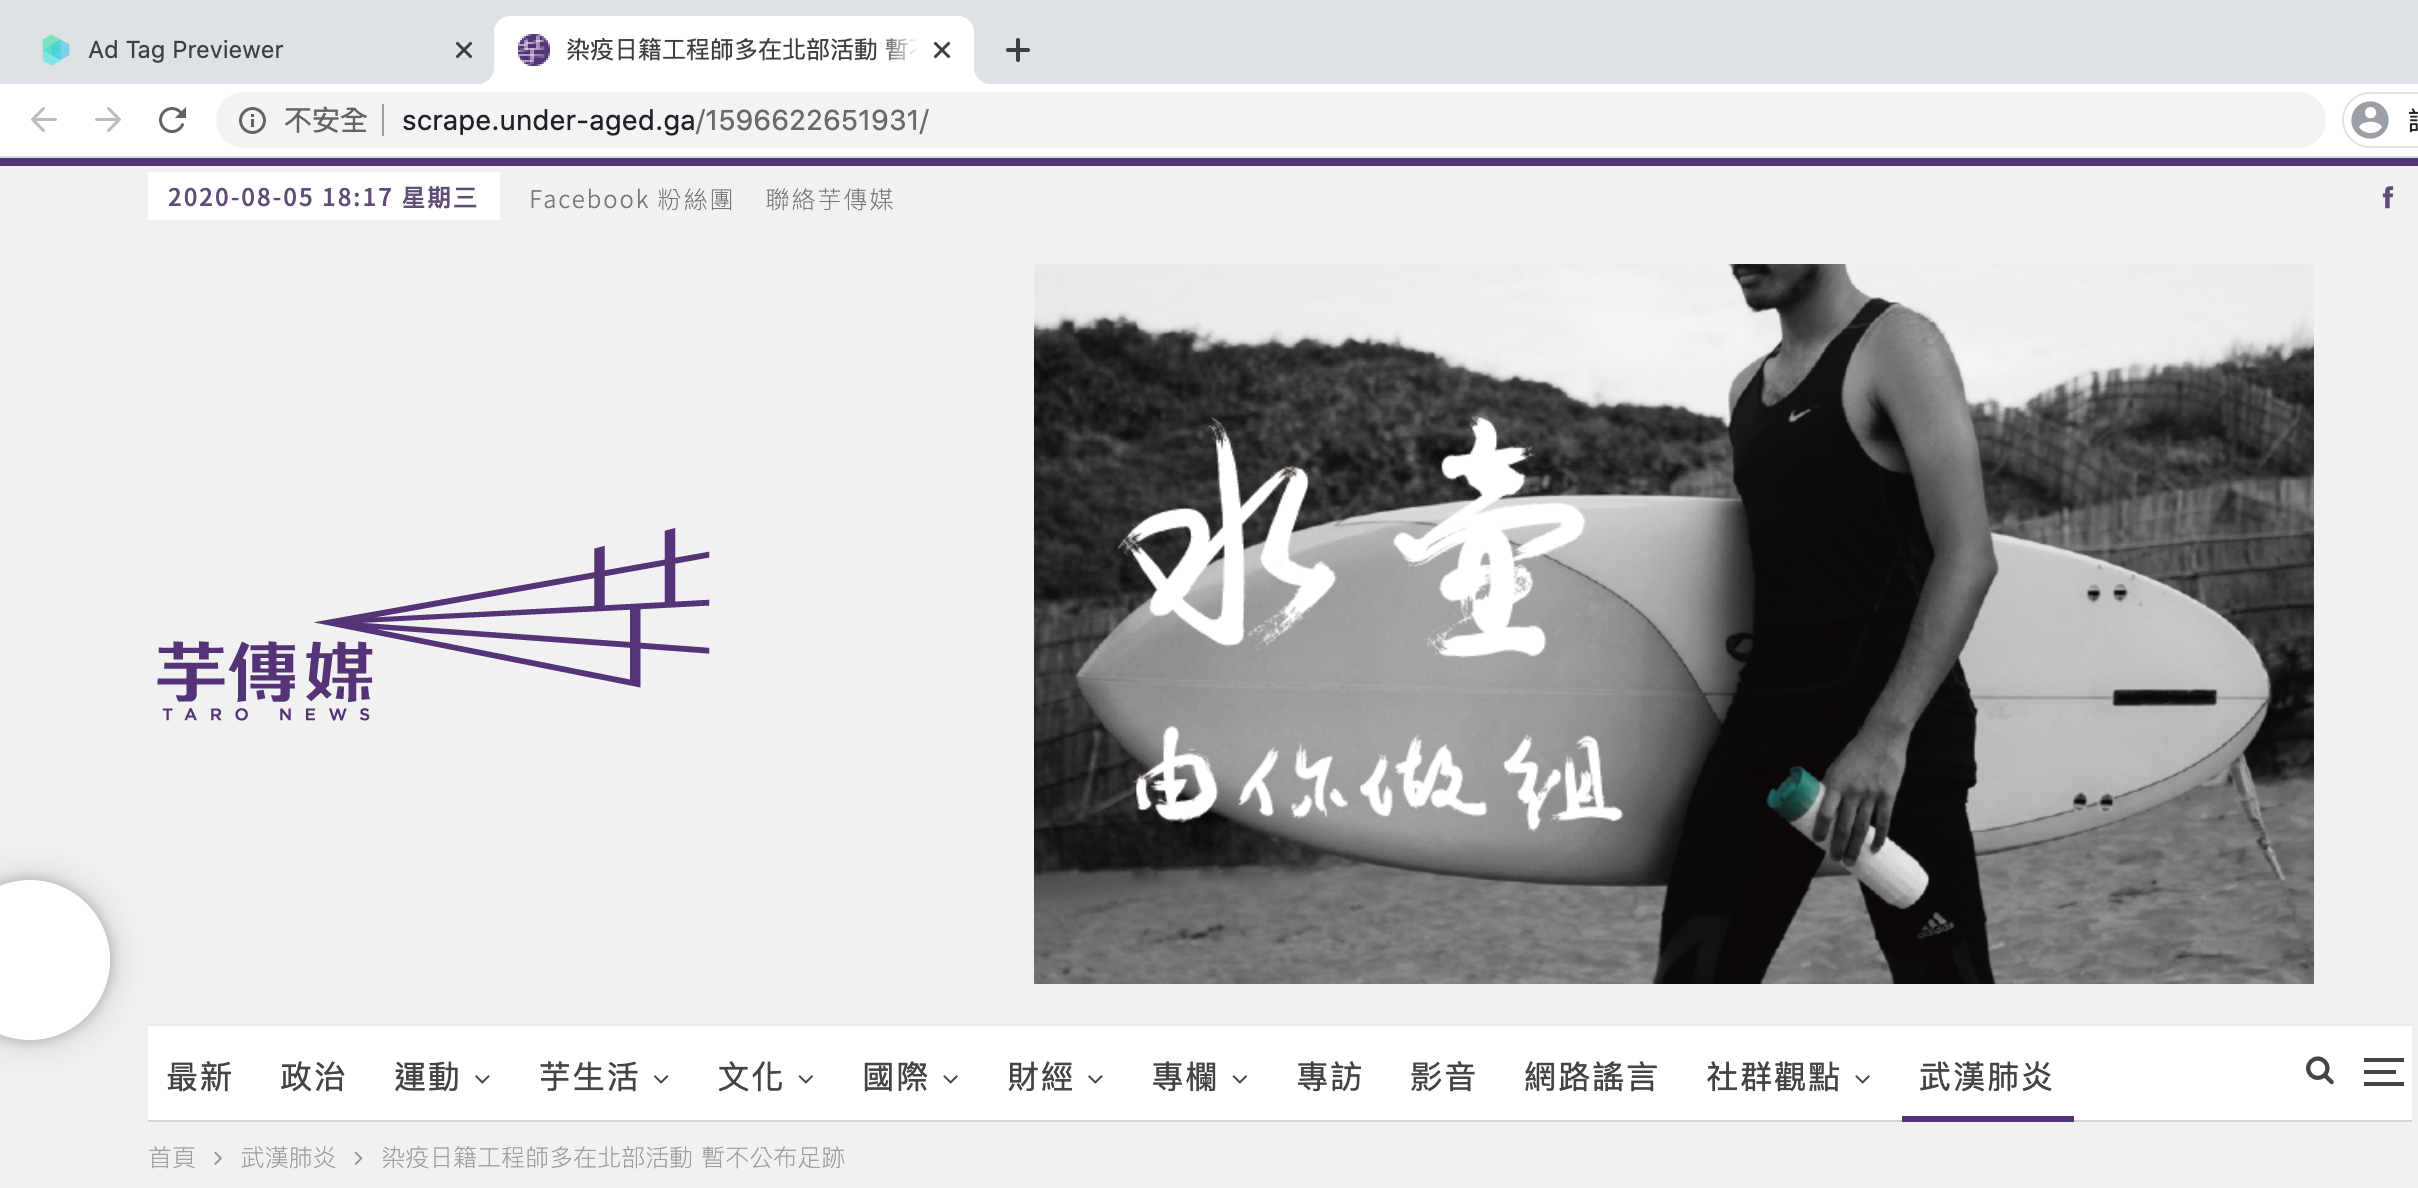 Ad Tag Previewer
染疫日籍工程師多在北部活動 暫
不安全 scrape.under-aged.ga/1596622651931/
2020-08-05 18:17 星期三 Facebook 粉絲團 聯絡芋傳媒
水壺
由你做組
芋傳媒
TARO NEWS
adidas
最新 政治 運動 芋生活 文化 國際 財經 專欄 專訪 影音 網路謠言 社群觀點 武漢肺炎
首頁 > 武漢肺炎 > 染疫日籍工程師多在北部活動 暫不公布足跡